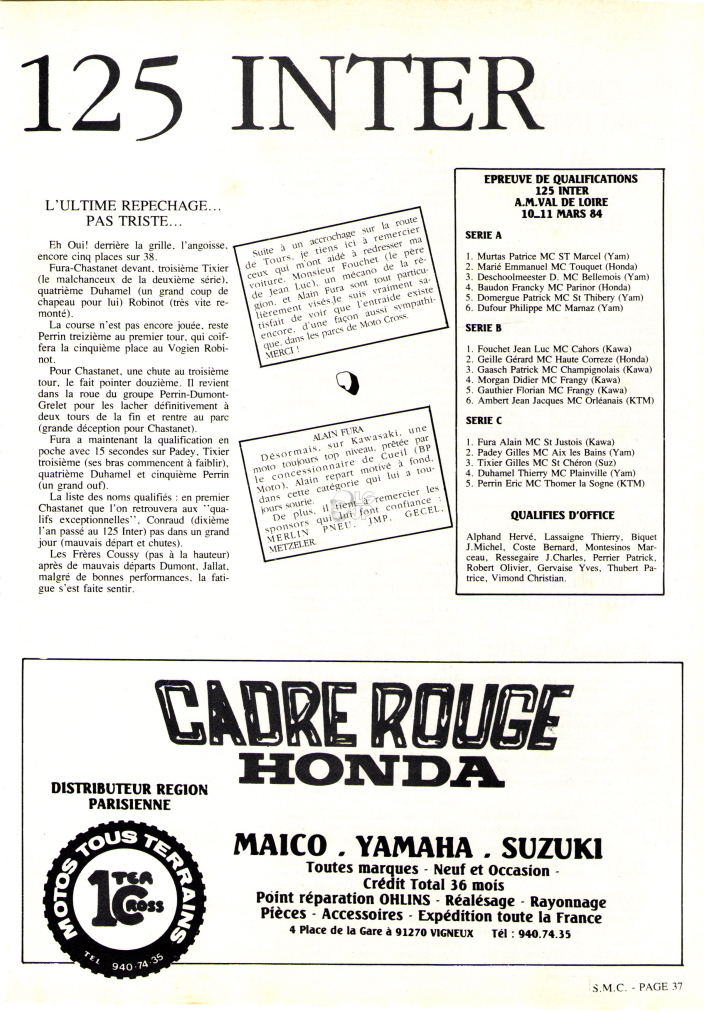 125 INTER
L'ULTIME REPECHAGE...
PAS TRISTE...
Eh Oui! derrière la grille, l'angoisse,
encore cinq places sur 38.
Fura-Chastanet devant, troisième Tixier
(le malchanceux de la deuxième série),
quatrième Duhamel (un grand coup de
chapeau pour lui) Robinot (très vite re-
monté).
La course n'est pas encore jouée, reste
Perrin treizième au premier tour, qui coif-
fera la cinquième place au Vogien Robi-
not.
Pour Chastanet, une chute au troisième
tour, le fait pointer douzième. Il revient
dans la roue du groupe Perrin-Dumont-
Grelet pour les lacher définitivement à
deux tours de la fin et rentre au parc
(grande déception pour Chastanet).
Fura a maintenant la qualification en
poche avec 15 secondes sur Padey, Tixier
troisième (ses bras commencent à faiblir),
quatrième Duhamel et cinquième Perrin
(un grand ouf).
La liste des noms qualifiés : en premier
Chastanet que l'on retrouvera aux "qua-
lifs exceptionnelles", Conraud (dixième
l'an passé au 125 Inter) pas dans un grand
jour (mauvais départ et chutes).
Les Frères Coussy (pas à la hauteur)
après de mauvais départs Dumont, Jallat,
malgré de bonnes performances, la fati-
gue s'est faite sentir.
Suite à un accrochage sur la route
de Tours, je tiens ici à remercier
ceux qui m'ont aidé à redresser ma
voiture. Monsieur Fouchet (le père
de Jean Luc), un mécano de la ré-
gion, et Alain Fura sont tout particu-
lièrement visés.Je suis vraiment sa-
tisfait de voir que l'entraide existe
encore, d'une façon aussi sympathi-
que, dans les parcs de Moto Cross.
MERCI !
ALAIN FURA
Désormais, sur Kawasaki, une
moto toujours top niveau, prêtée par
le concessionnaire de Cueil (BP
Moto), Alain repart motivé à fond,
dans cette catégorie qui lui a tou-
jours sourie.
De plus, il tient à remercier les
sponsors qui lui font confiance :
MERLIN PNEU, JMP, GECEL,
METZELER.
EPREUVE DE QUALIFICATIONS
125 INTER
A.M.VAL DE LOIRE
10_11 MARS 84
SERIE A
1. Murtas Patrice MC ST Marcel (Yam)
2. Marié Emmanuel MC Touquet (Honda)
3. Deschoolmeester D. MC Bellemois (Yam)
4. Baudon Francky MC Parinor (Honda)
5. Domergue Patrick MC St Thibery (Yam)
6. Dufour Philippe MC Marnaz (Yam)
SERIE B
1. Fouchet Jean Luc MC Cahors (Kawa)
2. Geille Gérard MC Haute Correze (Honda)
3. Gaasch Patrick MC Champignolais (Kawa)
4. Morgan Didier MC Frangy (Kawa)
5. Gauthier Florian MC Frangy (Kawa)
6. Ambert Jean Jacques MC Orléanais (KTM)
SERIE C
1. Fura Alain MC St Justois (Kawa)
2. Padey Gilles MC Aix les Bains (Yam)
3. Tixier Gilles MC St Chéron (Suz)
4. Duhamel Thierry MC Plainville (Yam)
5. Perrin Eric MC Thomer la Sogne (KTM)
QUALIFIES D'OFFICE
Alphand Hervé, Lassaigne Thierry, Biquet
J.Michel, Coste Bernard, Montesinos Mar-
ceau, Ressegaire J.Charles, Perrier Patrick,
Robert Olivier, Gervaise Yves, Thubert Pa-
trice, Vimond Christian.
CADRE ROUGE
HONDA
DISTRIBUTEUR REGION
PARISIENNE
MOTOS TOUS TERRAINS
1TER
CROSS
TEL 940·74·35
MAICO . YAMAHA . SUZUKI
Toutes marques - Neuf et Occasion -
Crédit Total 36 mois
Point réparation OHLINS - Réalésage - Rayonnage
Pièces - Accessoires - Expédition toute la France
4 Place de la Gare à 91270 VIGNEUX Tél : 940.74.35
S.M.C. - PAGE 37